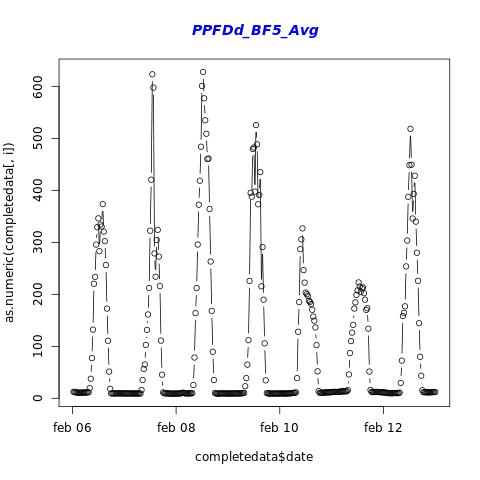 PPFDd_BF5_Avg
as.numeric(completedata[, i])
600
500
400
300
200
100
0
feb 06
feb 08
feb 10
feb 12
completedata$date